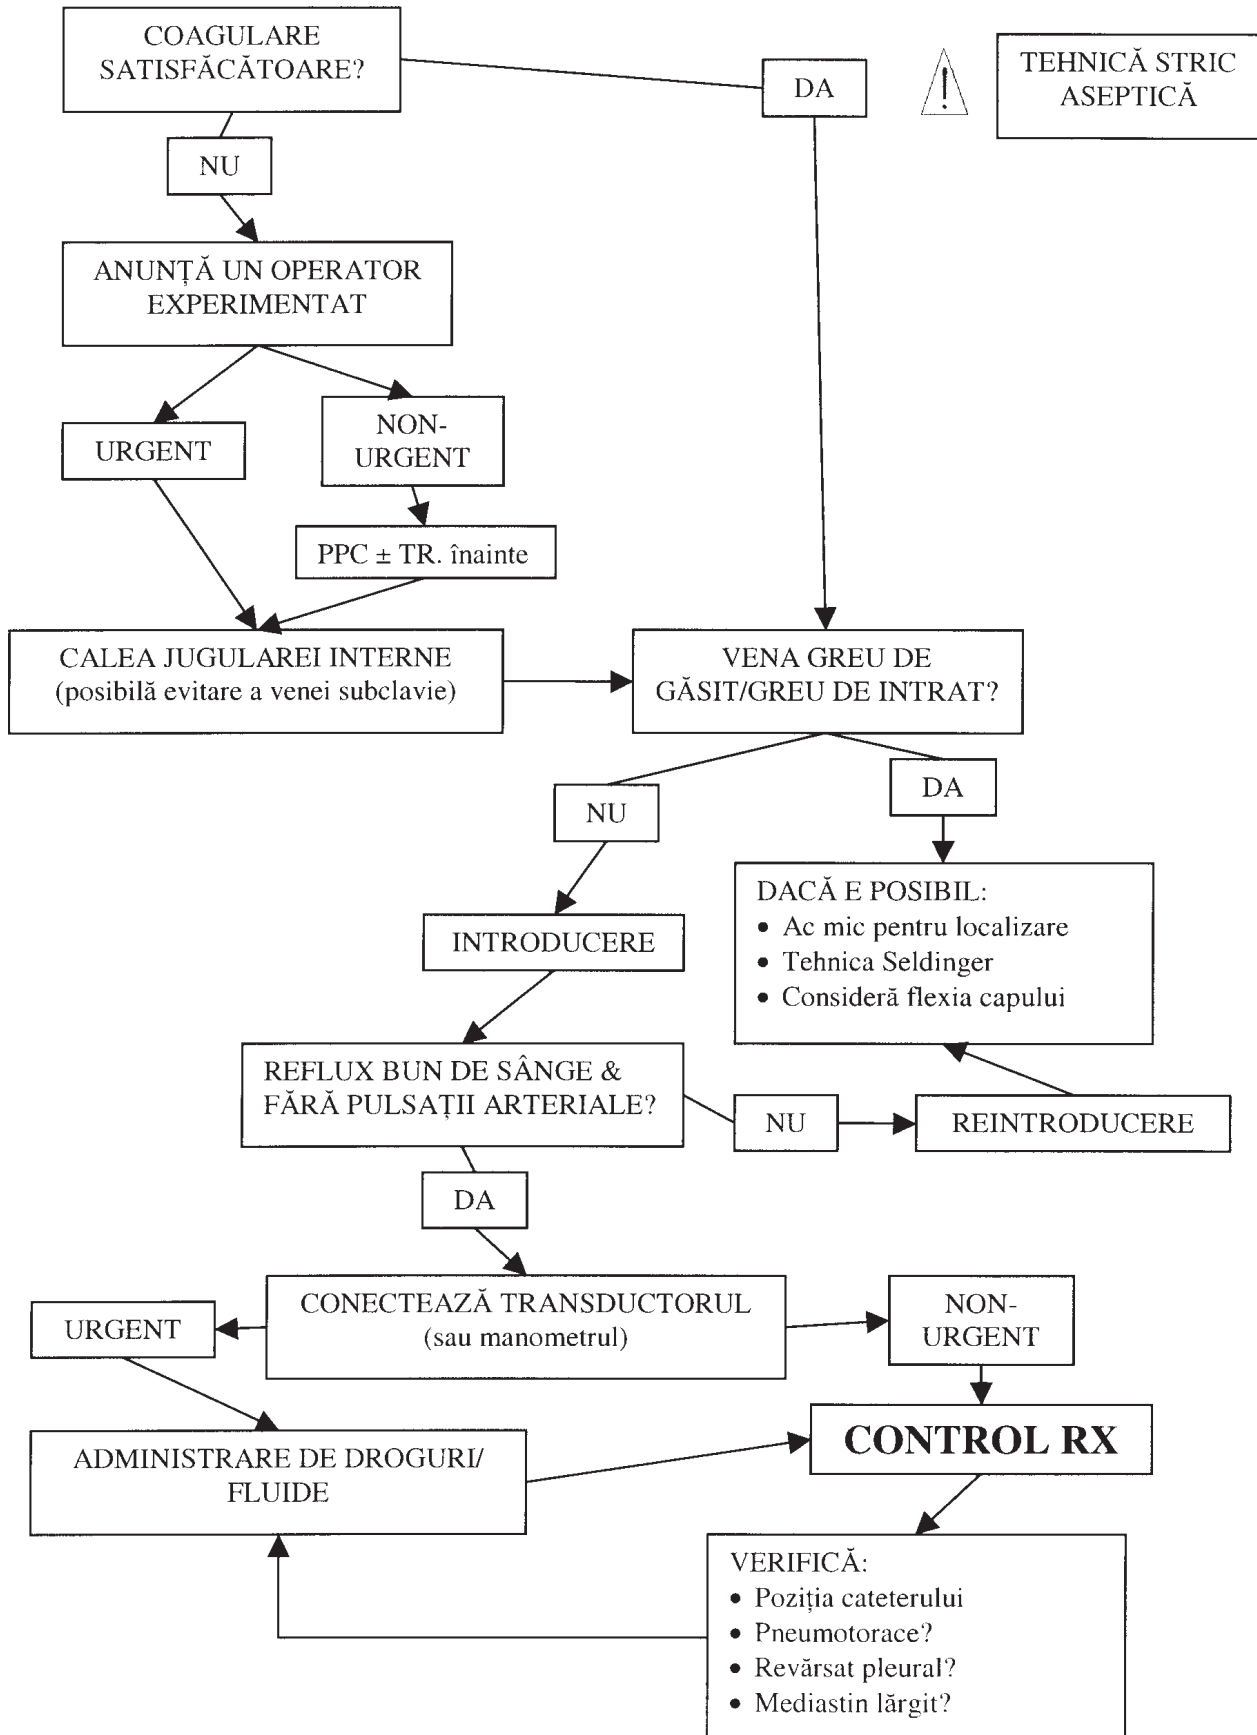 COAGULARE
SATISFĂCĂTOARE?
DA
!
TEHNICĂ STRIC
ASEPTICĂ
NU
ANUNȚĂ UN OPERATOR
EXPERIMENTAT
URGENT
NON-
URGENT
PPC ± TR. înainte
CALEA JUGULAREI INTERNE
(posibilă evitare a venei subclavie)
VENA GREU DE
GĂSIT/GREU DE INTRAT?
NU
DA
INTRODUCERE
DACĂ E POSIBIL:
• Ac mic pentru localizare
• Tehnica Seldinger
• Consideră flexia capului
REFLUX BUN DE SÂNGE &
FĂRĂ PULSAȚII ARTERIALE?
NU
REINTRODUCERE
DA
CONECTEAZĂ TRANSDUCTORUL
(sau manometrul)
URGENT
NON-
URGENT
ADMINISTRARE DE DROGURI/
FLUIDE
CONTROL RX
VERIFICĂ:
• Poziția cateterului
• Pneumotorace?
• Revărsat pleural?
• Mediastin lărgit?